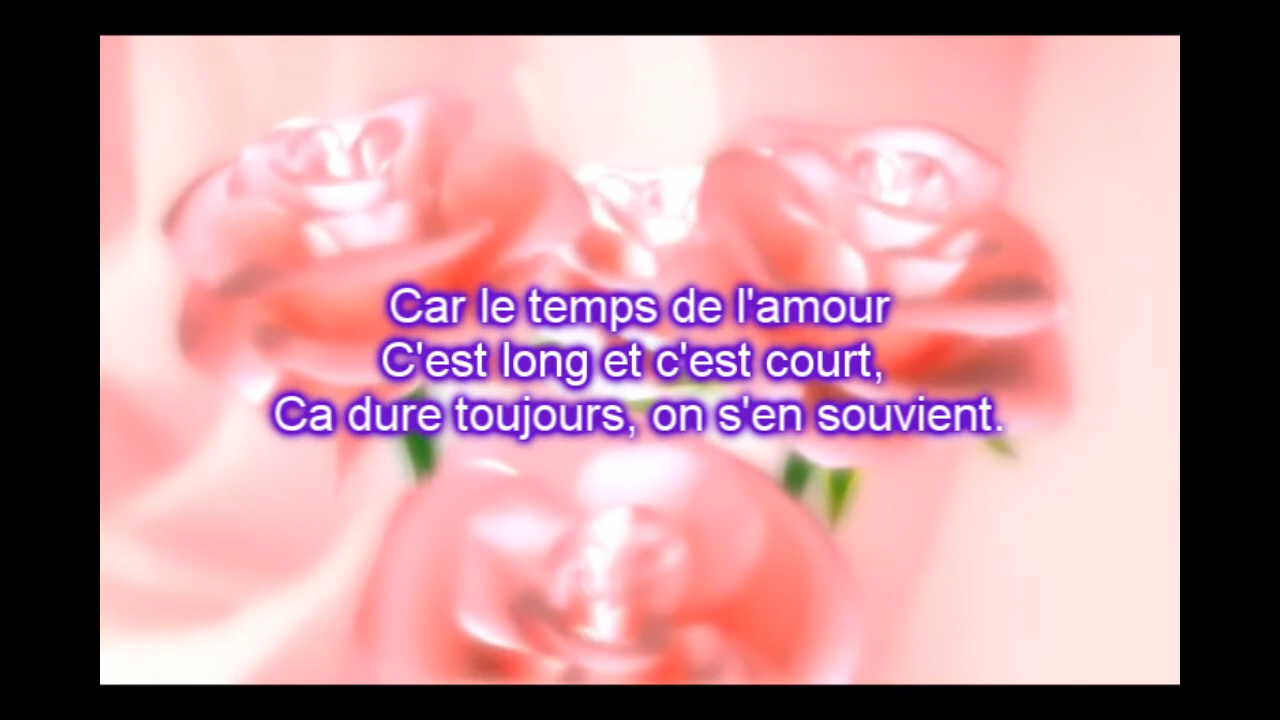 Car le temps de l'amour
C'est long et c'est court,
Ca dure toujours, on s'en souvient.